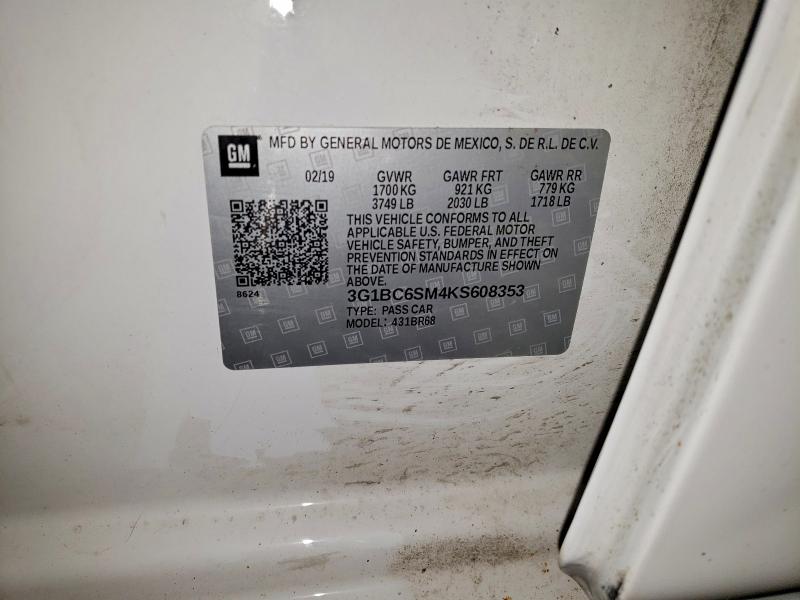 GM MFD BY GENERAL MOTORS DE MEXICO, S. DE R.L. DE C.V.
02/19 GVWR GAWR FRT GAWR RR
1700 KG 921 KG 779 KG
3749 LB 2030 LB 1718 LB
THIS VEHICLE CONFORMS TO ALL
APPLICABLE U.S. FEDERAL MOTOR
VEHICLE SAFETY, BUMPER, AND THEFT
PREVENTION STANDARDS IN EFFECT ON
THE DATE OF MANUFACTURE SHOWN
ABOVE.
8624 3G1BC6SM4KS608353
TYPE: PASS CAR
MODEL: 431BR68